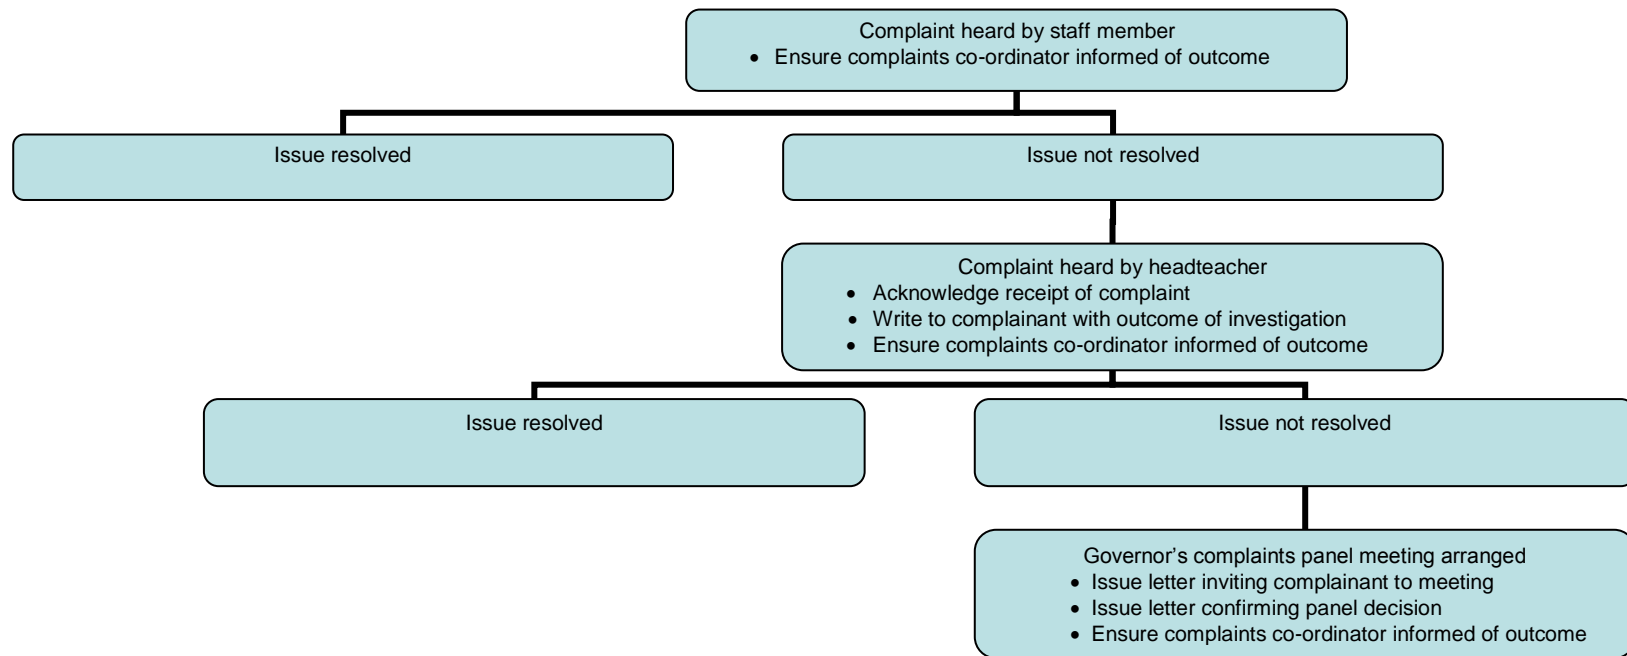 Complaint heard by staff member
• Ensure complaints co-ordinator informed of outcome
Issue resolved
Issue not resolved
Complaint heard by headteacher
• Acknowledge receipt of complaint
• Write to complainant with outcome of investigation
• Ensure complaints co-ordinator informed of outcome
Issue resolved
Issue not resolved
Governor’s complaints panel meeting arranged
• Issue letter inviting complainant to meeting
• Issue letter confirming panel decision
• Ensure complaints co-ordinator informed of outcome